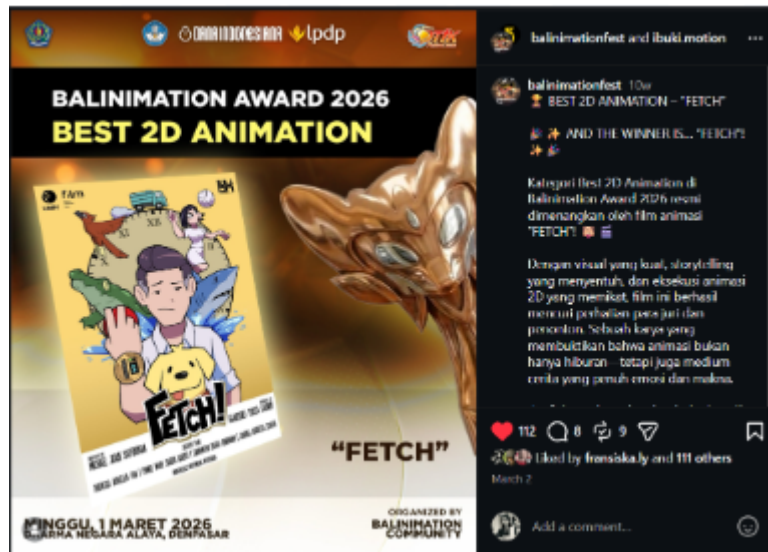 DANA INDONESIANA lpdp
BALINIMATION AWARD 2026
BEST 2D ANIMATION
XII
XI
FETCH!
"FETCH"
MINGGU, 1 MARET 2026
DHARMA NEGARA ALAYA, DENPASAR
ORGANIZED BY
BALINIMATION
COMMUNITY
balinimationfest and ibuki.motion
balinimationfest 10w
🏆 BEST 2D ANIMATION – "FETCH"
🎉 ✨ AND THE WINNER IS... "FETCH"!
✨ 🎉
Kategori Best 2D Animation di
Balinimation Award 2026 resmi
dimenangkan oleh film animasi
"FETCH"!
Dengan visual yang kuat, storytelling
yang menyentuh, dan eksekusi animasi
2D yang memikat, film ini berhasil
mencuri perhatian para juri dan
penonton. Sebuah karya yang
membuktikan bahwa animasi bukan
hanya hiburan – tetapi juga medium
cerita yang penuh emosi dan makna.
112 8 9
Liked by fransiska.ly and 111 others
March 2
Add a comment...